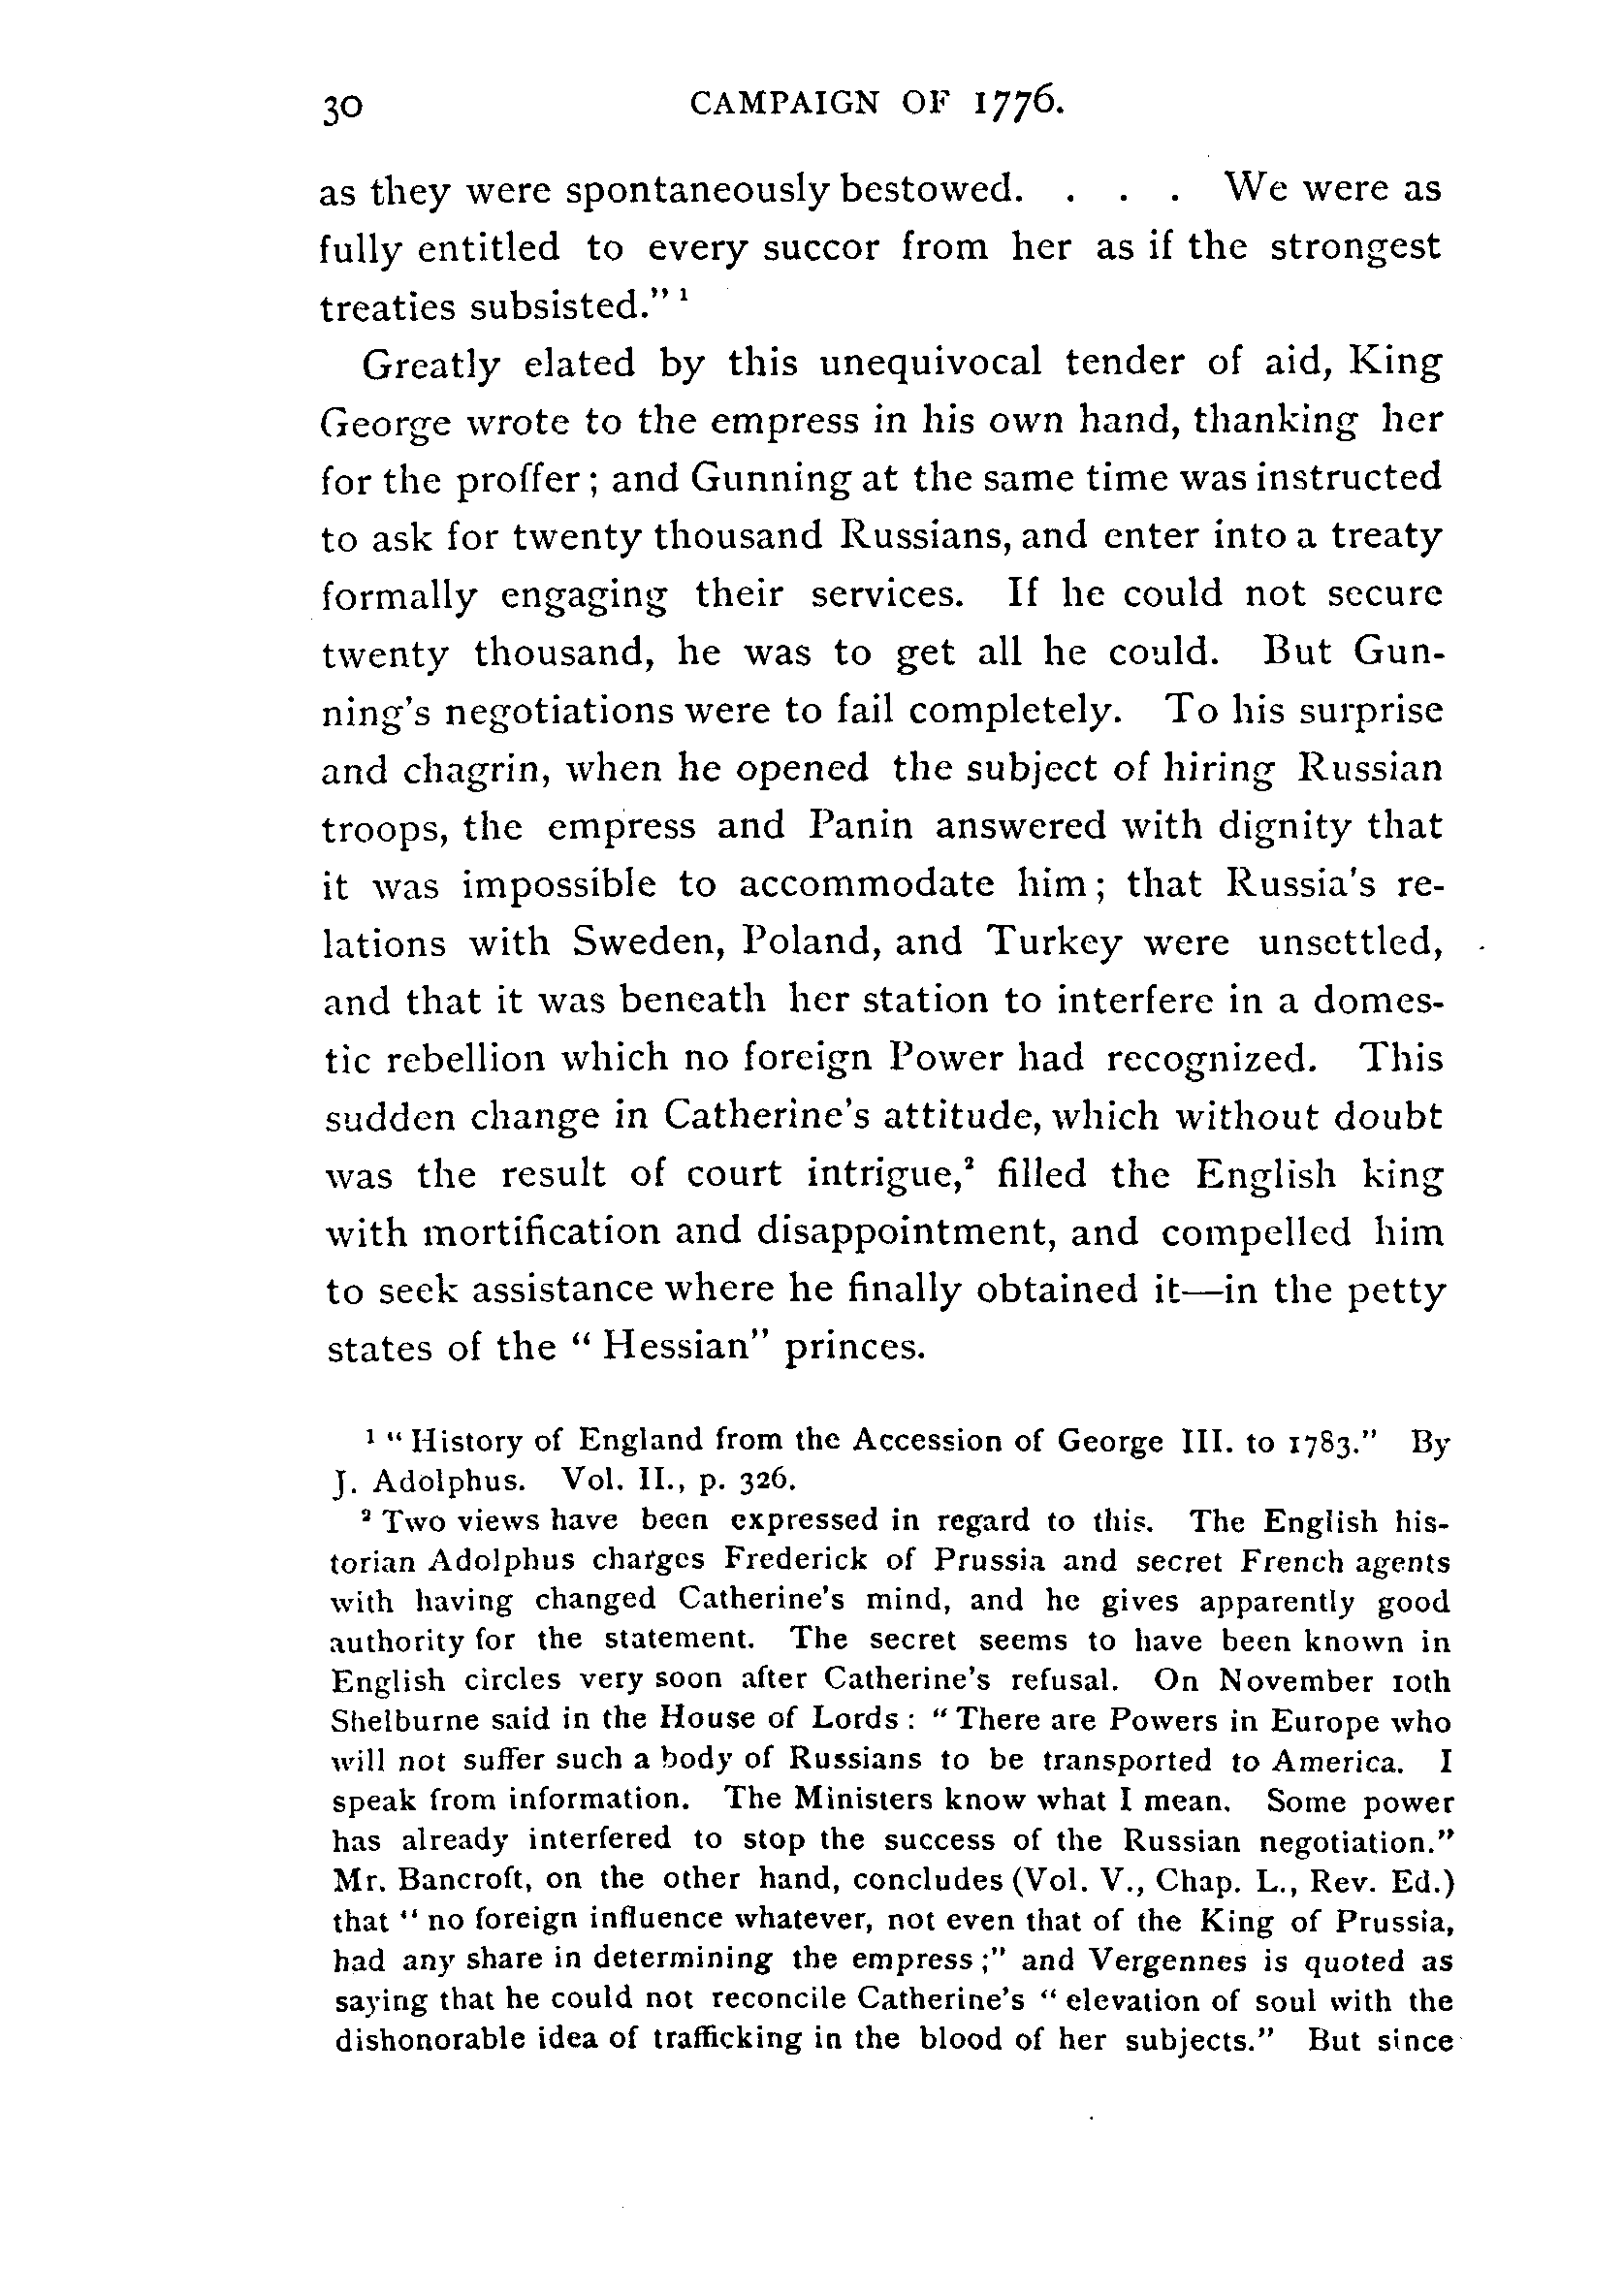 30 CAMPAIGN OF 1776.
as they were spontaneously bestowed. . . . We were as
fully entitled to every succor from her as if the strongest
treaties subsisted." ¹
Greatly elated by this unequivocal tender of aid, King
George wrote to the empress in his own hand, thanking her
for the proffer; and Gunning at the same time was instructed
to ask for twenty thousand Russians, and enter into a treaty
formally engaging their services. If he could not secure
twenty thousand, he was to get all he could. But Gun-
ning's negotiations were to fail completely. To his surprise
and chagrin, when he opened the subject of hiring Russian
troops, the empress and Panin answered with dignity that
it was impossible to accommodate him; that Russia's re-
lations with Sweden, Poland, and Turkey were unsettled,
and that it was beneath her station to interfere in a domes-
tic rebellion which no foreign Power had recognized. This
sudden change in Catherine's attitude, which without doubt
was the result of court intrigue,² filled the English king
with mortification and disappointment, and compelled him
to seek assistance where he finally obtained it—in the petty
states of the "Hessian" princes.
¹ "History of England from the Accession of George III. to 1783." By
J. Adolphus. Vol. II., p. 326.
² Two views have been expressed in regard to this. The English his-
torian Adolphus charges Frederick of Prussia and secret French agents
with having changed Catherine's mind, and he gives apparently good
authority for the statement. The secret seems to have been known in
English circles very soon after Catherine's refusal. On November 10th
Shelburne said in the House of Lords: "There are Powers in Europe who
will not suffer such a body of Russians to be transported to America. I
speak from information. The Ministers know what I mean. Some power
has already interfered to stop the success of the Russian negotiation."
Mr. Bancroft, on the other hand, concludes (Vol. V., Chap. L., Rev. Ed.)
that "no foreign influence whatever, not even that of the King of Prussia,
had any share in determining the empress;" and Vergennes is quoted as
saying that he could not reconcile Catherine's "elevation of soul with the
dishonorable idea of trafficking in the blood of her subjects." But since